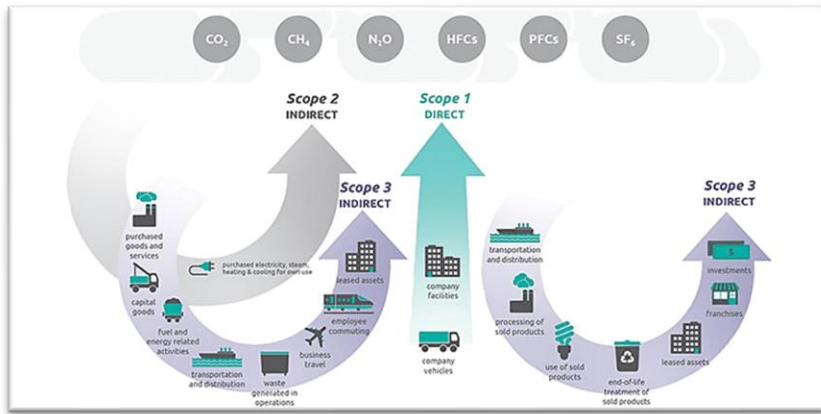 CO₂
CH₄
N₂O
HFCs
PFCs
SF₆
Scope 2
INDIRECT
Scope 1
DIRECT
Scope 3
INDIRECT
Scope 3
INDIRECT
purchased
goods and
services
capital
goods
fuel and
energy related
activities
transportation
and distribution
waste
generated in
operations
business
travel
employee
commuting
leased assets
purchased electricity, steam,
heating & cooling for own use
company
facilities
company
vehicles
transportation
and distribution
processing of
sold products
use of sold
products
end-of-life
treatment of
sold products
leased assets
franchises
investments